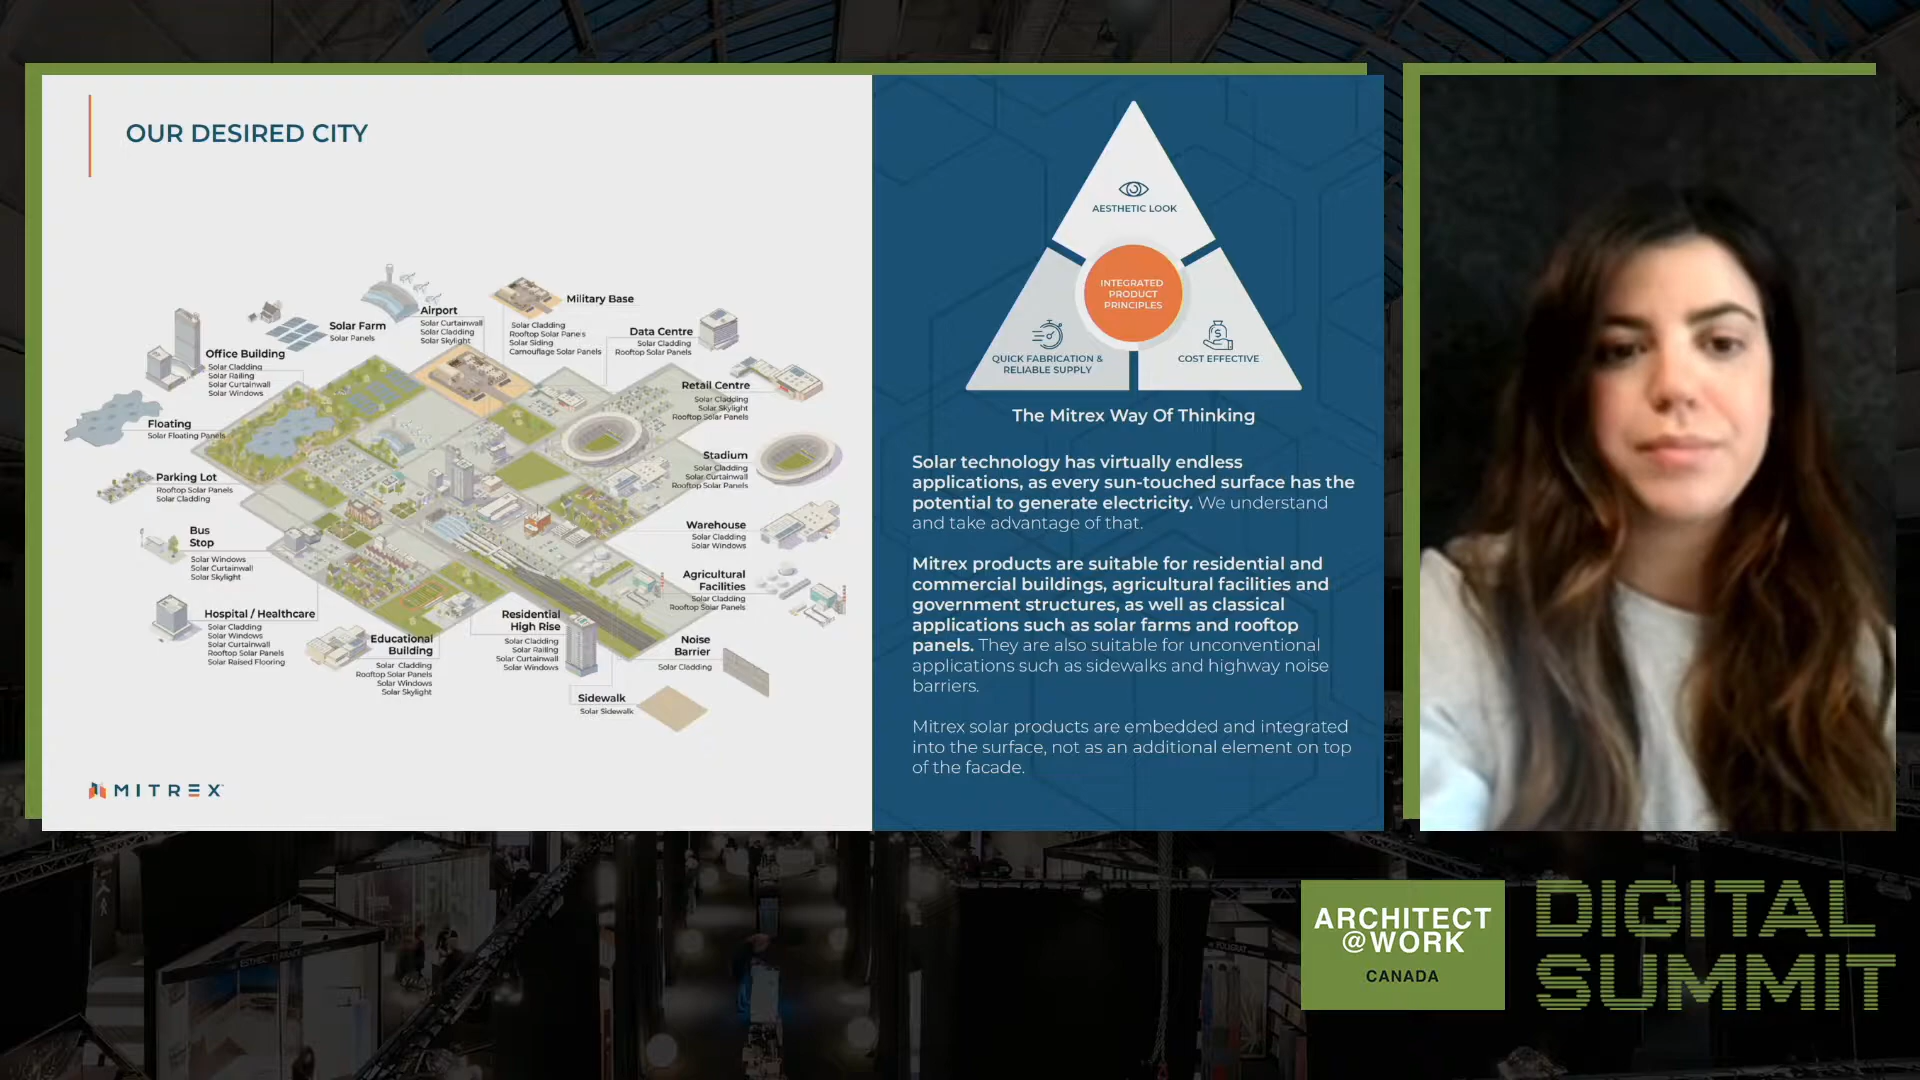 OUR DESIRED CITY
Military Base
Solar Cladding
Rooftop Solar Panels
Solar Siding
Camouflage Solar Panels
Airport
Solar Curtainwall
Solar Cladding
Solar Skylight
Solar Farm
Solar Panels
Data Centre
Solar Cladding
Rooftop Solar Panels
Office Building
Solar Cladding
Solar Railing
Solar Curtainwall
Solar Windows
Retail Centre
Solar Cladding
Solar Skylight
Rooftop Solar Panels
Floating
Solar Floating Panels
Stadium
Solar Cladding
Solar Curtainwall
Rooftop Solar Panels
Parking Lot
Rooftop Solar Panels
Solar Cladding
Bus
Stop
Solar Windows
Solar Curtainwall
Solar Skylight
Warehouse
Solar Cladding
Solar Windows
Agricultural
Facilities
Solar Cladding
Rooftop Solar Panels
Hospital / Healthcare
Solar Cladding
Solar Windows
Solar Curtainwall
Rooftop Solar Panels
Solar Raised Flooring
Educational
Building
Solar Cladding
Rooftop Solar Panels
Solar Windows
Solar Skylight
Residential
High Rise
Solar Cladding
Solar Railing
Solar Curtainwall
Solar Windows
Noise
Barrier
Solar Cladding
Sidewalk
Solar Sidewalk
MITREX
AESTHETIC LOOK
INTEGRATED
PRODUCT
PRINCIPLES
QUICK FABRICATION &
RELIABLE SUPPLY
COST EFFECTIVE
The Mitrex Way Of Thinking
Solar technology has virtually endless
applications, as every sun-touched surface has the
potential to generate electricity. We understand
and take advantage of that.
Mitrex products are suitable for residential and
commercial buildings, agricultural facilities and
government structures, as well as classical
applications such as solar farms and rooftop
panels. They are also suitable for unconventional
applications such as sidewalks and highway noise
barriers.
Mitrex solar products are embedded and integrated
into the surface, not as an additional element on top
of the facade.
ARCHITECT
@WORK
CANADA
DIGITAL
SUMMIT